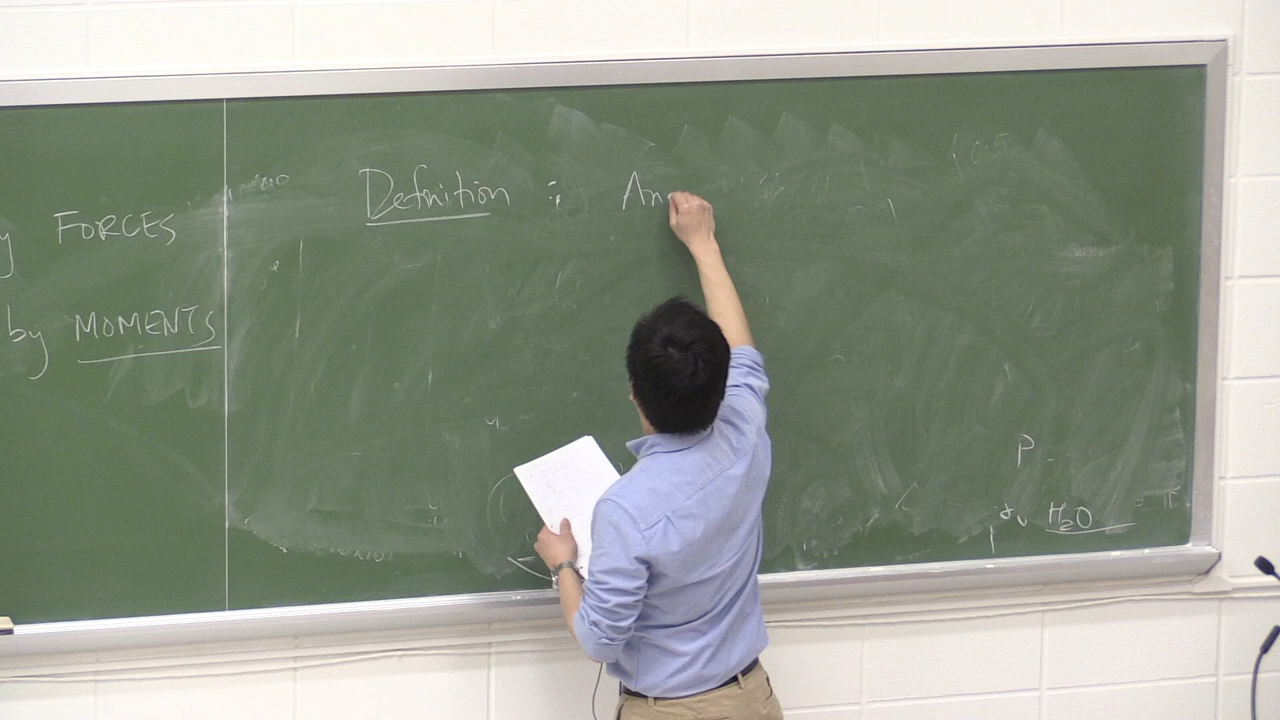 y FORCES
by MOMENTS
Definition : An
P -
H2O